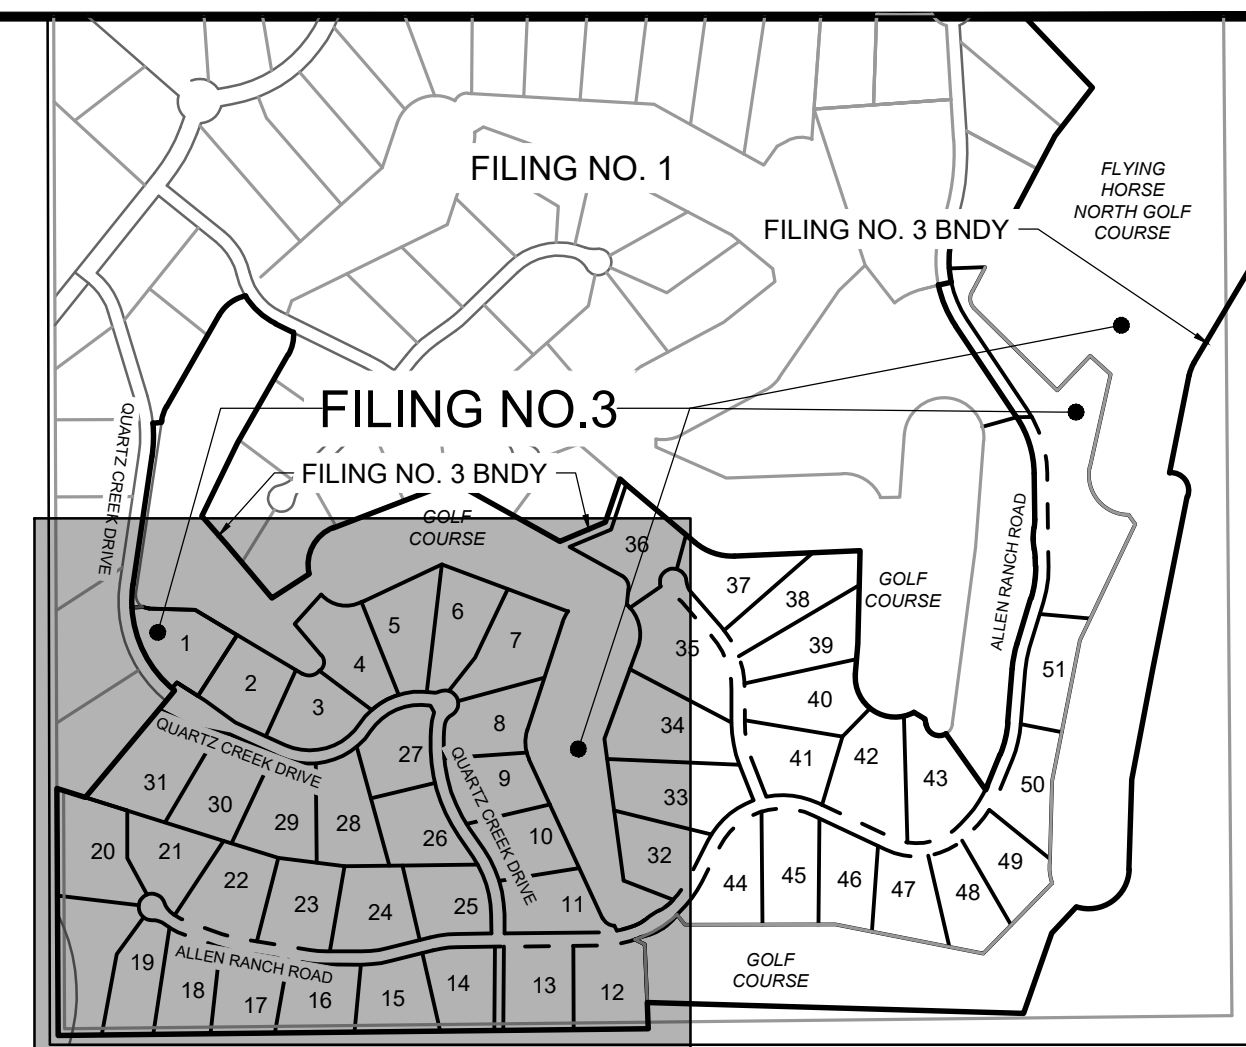 FILING NO. 1
FLYING
HORSE
NORTH GOLF
COURSE
FILING NO. 3 BNDY
FILING NO.3
FILING NO. 3 BNDY
QUARTZ CREEK DRIVE
GOLF
COURSE
ALLEN RANCH ROAD
GOLF
COURSE
36
37
38
39
40
35
34
33
32
41
42
43
51
50
49
48
47
46
45
44
1
2
3
4
5
6
7
8
9
10
11
QUARTZ CREEK DRIVE
QUARTZ CREEK DRIVE
27
26
31
30
29
28
20
21
22
23
24
25
ALLEN RANCH ROAD
19
18
17
16
15
14
13
12
GOLF
COURSE